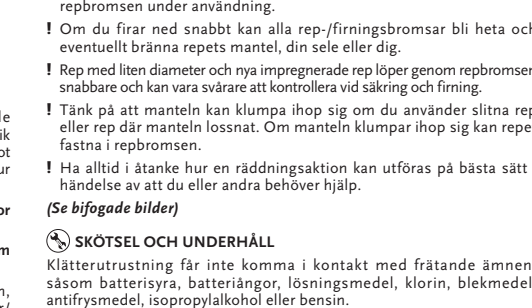 repbromsen under användning.
! Om du firar ned snabbt kan alla rep-/firningsbromsar bli heta och
eventuellt bränna repets mantel, din sele eller dig.
! Rep med liten diameter och nya impregnerade rep löper genom repbromsen
snabbare och kan vara svårare att kontrollera vid säkring och firning.
! Tänk på att manteln kan klumpa ihop sig om du använder slitna rep
eller rep där manteln lossnat. Om manteln klumpar ihop sig kan repe
fastna i repbromsen.
! Ha alltid i åtanke hur en räddningsaktion kan utföras på bästa sätt
händelse av att du eller andra behöver hjälp.
(Se bifogade bilder)
SKÖTSEL OCH UNDERHÅLL
Klätterutrustning får inte komma i kontakt med frätande ämnen
såsom batterisyra, batteriångor, lösningsmedel, klorin, blekmedel
antifrysmedel, isopropylalkohol eller bensin.